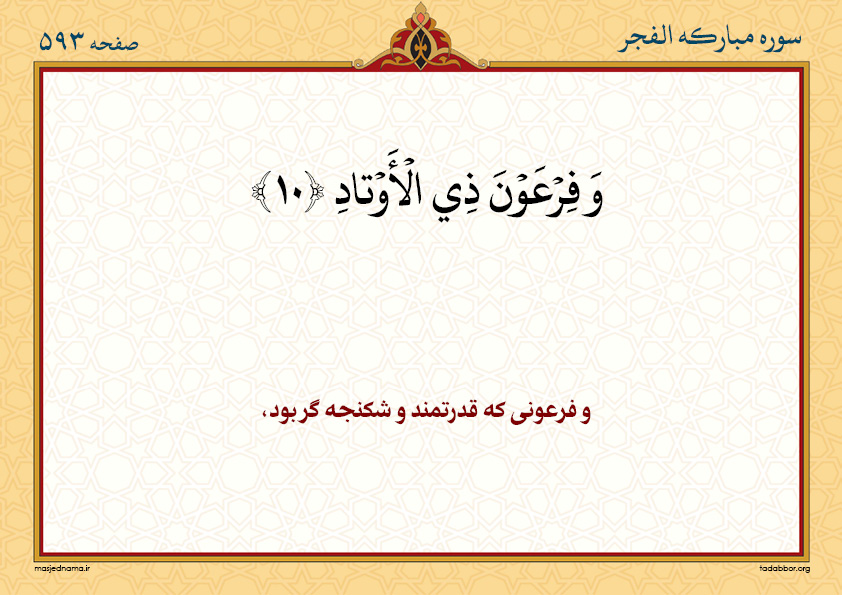 سوره مبارکه الفجر
صفحه ۵۹۳
وَ فِرْعَوْنَ ذِي الْأَوْتادِ ﴿۱۰﴾
و فرعونی که قدرتمند و شکنجه گر بود،
masjednama.ir
tadabbor.org